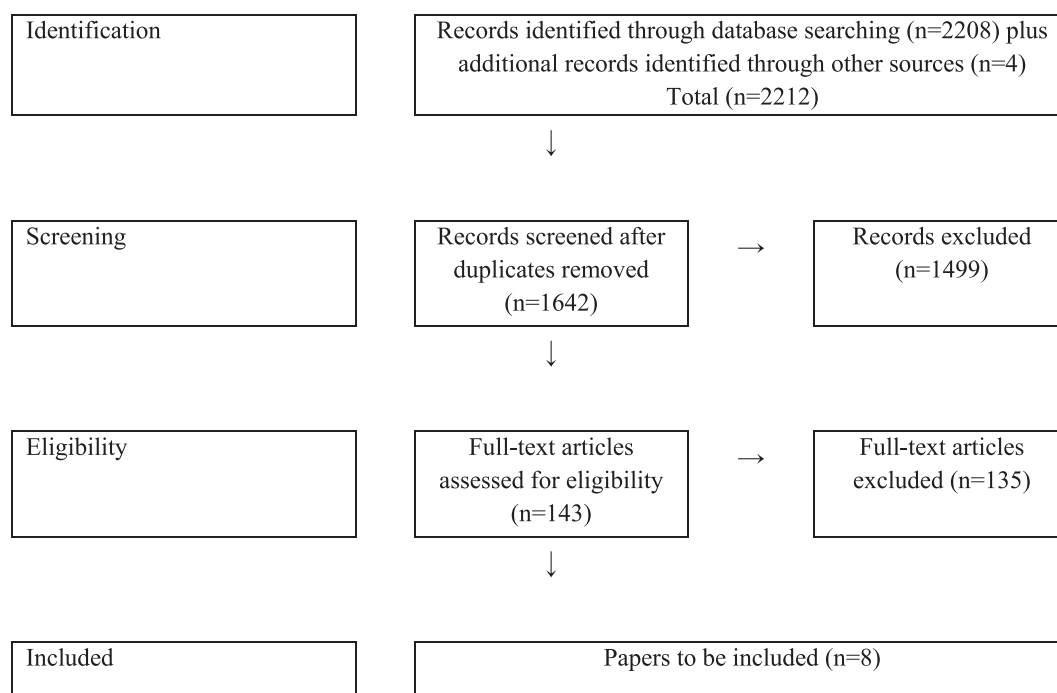 Identification
Records identified through database searching (n=2208) plus
additional records identified through other sources (n=4)
Total (n=2212)
↓
Screening
Records screened after
duplicates removed
(n=1642)
→
Records excluded
(n=1499)
↓
Eligibility
Full-text articles
assessed for eligibility
(n=143)
→
Full-text articles
excluded (n=135)
↓
Included
Papers to be included (n=8)